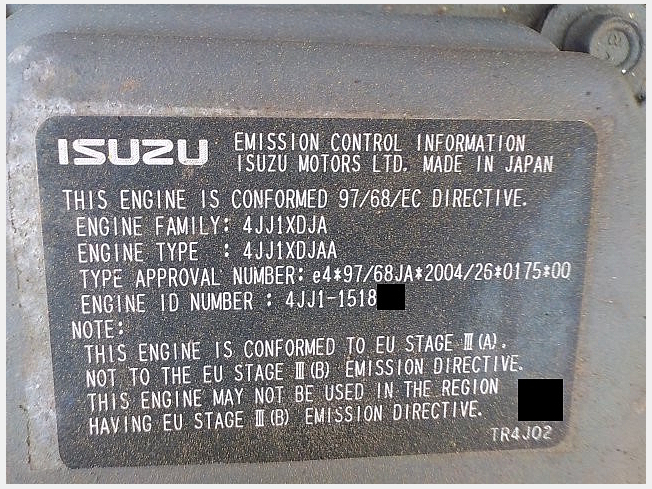 ISUZU EMISSION CONTROL INFORMATION
ISUZU MOTORS LTD. MADE IN JAPAN
THIS ENGINE IS CONFORMED 97/68/EC DIRECTIVE.
ENGINE FAMILY: 4JJ1XDJA
ENGINE TYPE : 4JJ1XDJAA
TYPE APPROVAL NUMBER: e4*97/68JA*2004/26*0175*00
ENGINE ID NUMBER : 4JJ1-1518
NOTE:
THIS ENGINE IS CONFORMED TO EU STAGE Ⅲ(A).
NOT TO THE EU STAGE Ⅲ(B) EMISSION DIRECTIVE.
THIS ENGINE MAY NOT BE USED IN THE REGION
HAVING EU STAGE Ⅲ(B) EMISSION DIRECTIVE.
TR4J02